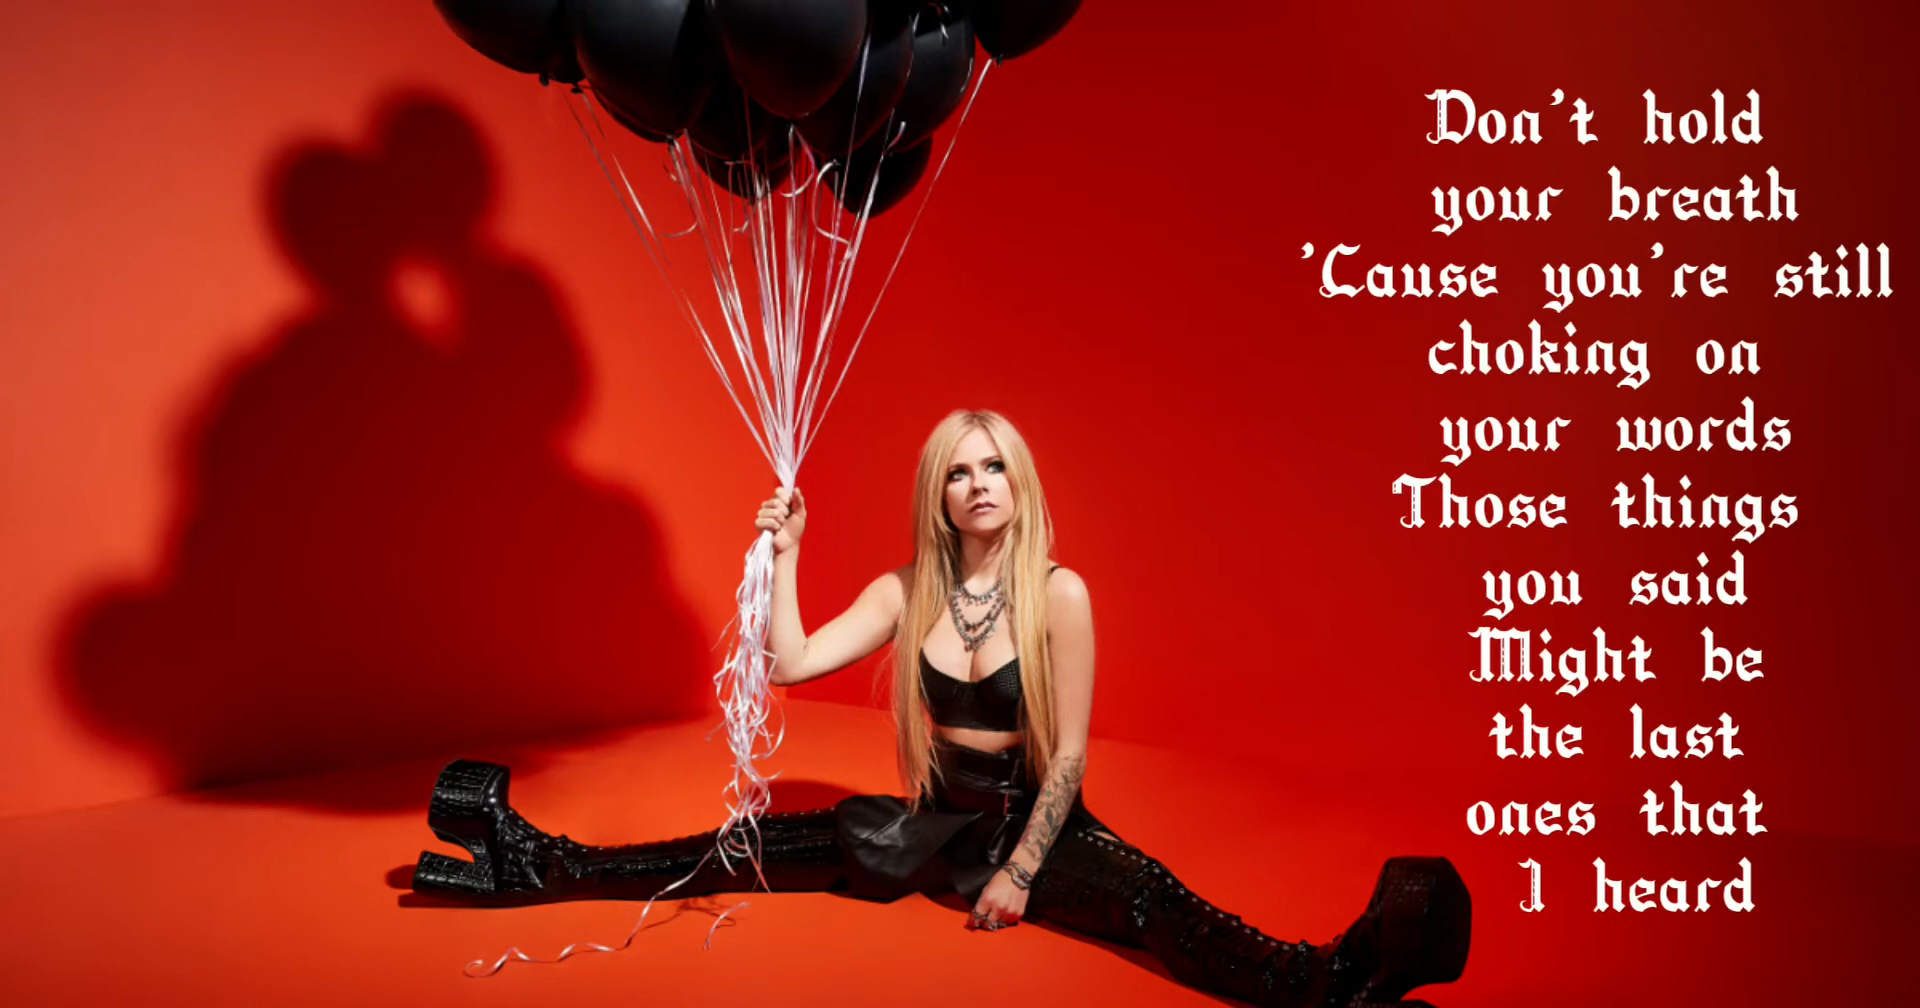 Don't hold
your breath
'Cause you're still
choking on
your words
Those things
you said
Might be
the last
ones that
I heard